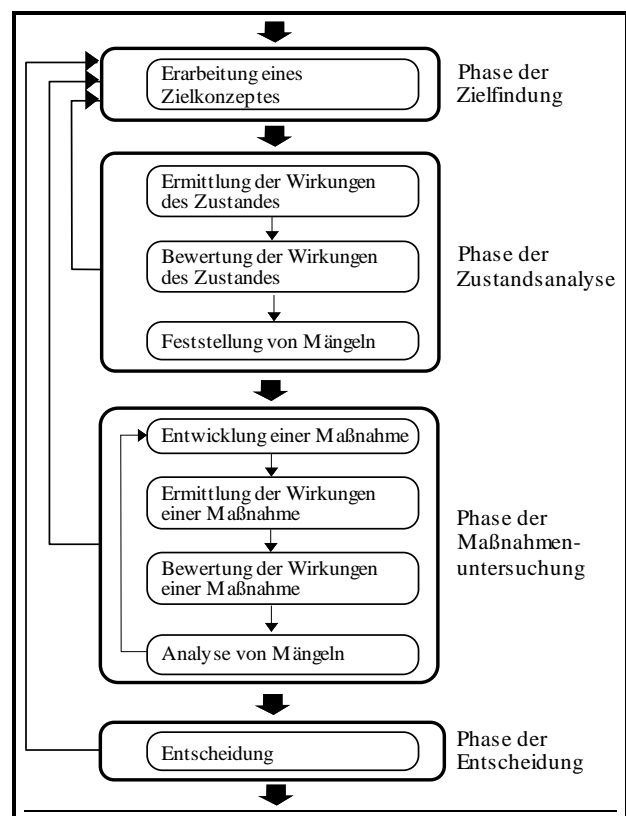 Erarbeitung eines
Zielkonzeptes
Phase der
Zielfindung
Ermittlung der Wirkungen
des Zustandes
Bewertung der Wirkungen
des Zustandes
Feststellung von Mängeln
Phase der
Zustandsanalyse
Entwicklung einer Maßnahme
Ermittlung der Wirkungen
einer Maßnahme
Bewertung der Wirkungen
einer Maßnahme
Analyse von Mängeln
Phase der
Maßnahmen-
untersuchung
Entscheidung
Phase der
Entscheidung